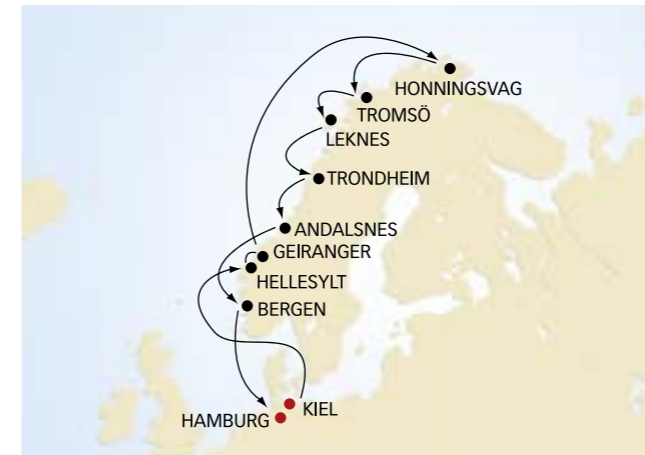 HONNINGSVAG
TROMSÖ
LEKNES
TRONDHEIM
ANDALSNES
GEIRANGER
HELLESYLT
BERGEN
KIEL
HAMBURG